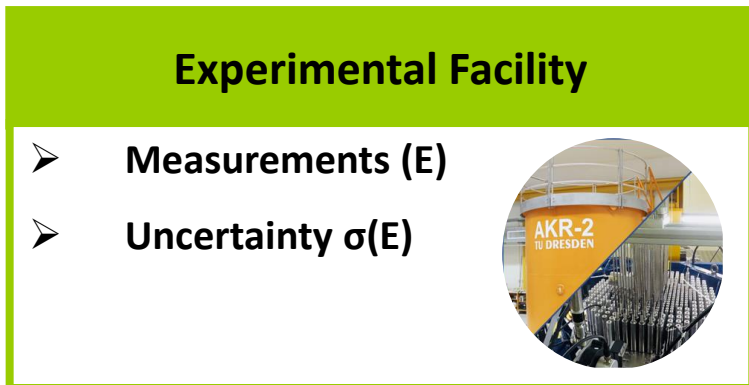 Experimental Facility
➢ Measurements (E)
➢ Uncertainty σ(E)
AKR-2
TU DRESDEN